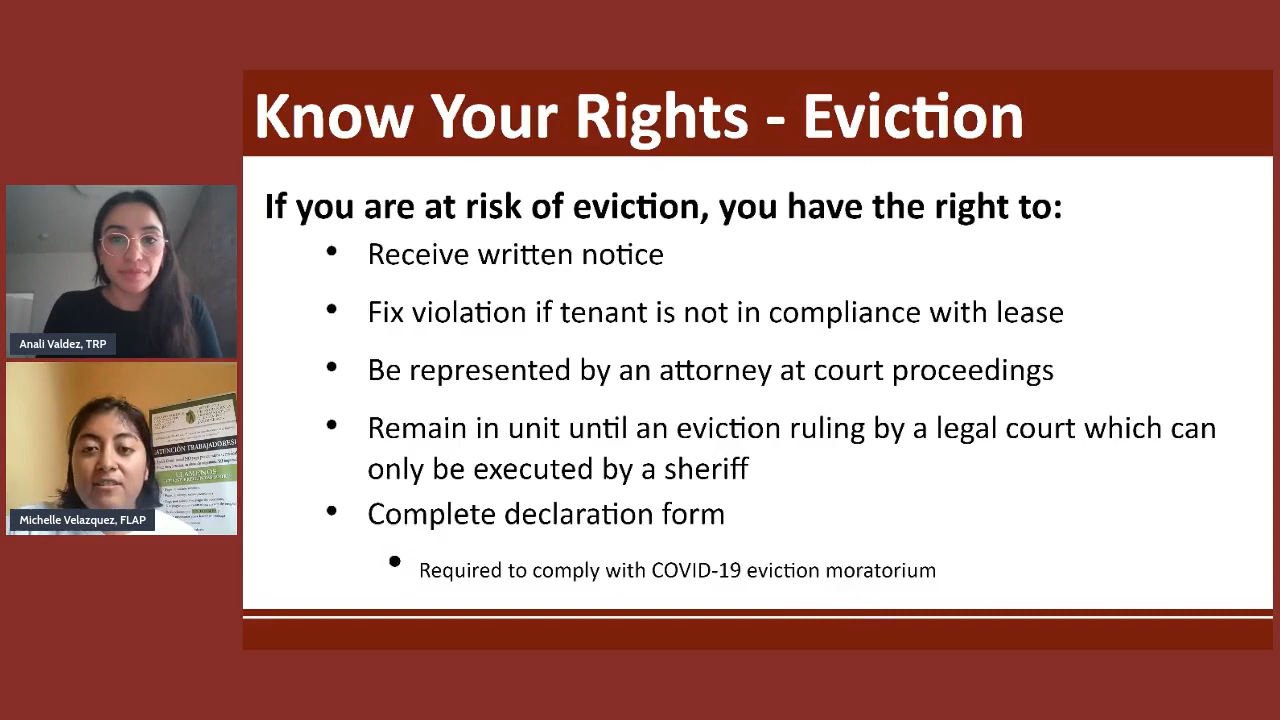 Know Your Rights - Eviction
If you are at risk of eviction, you have the right to:
• Receive written notice
• Fix violation if tenant is not in compliance with lease
• Be represented by an attorney at court proceedings
• Remain in unit until an eviction ruling by a legal court which can
only be executed by a sheriff
• Complete declaration form
• Required to comply with COVID-19 eviction moratorium
Anali Valdez, TRP
ATENCIÓN TRABAJADORES
LLÁMENOS
Michelle Velazquez, FLAP